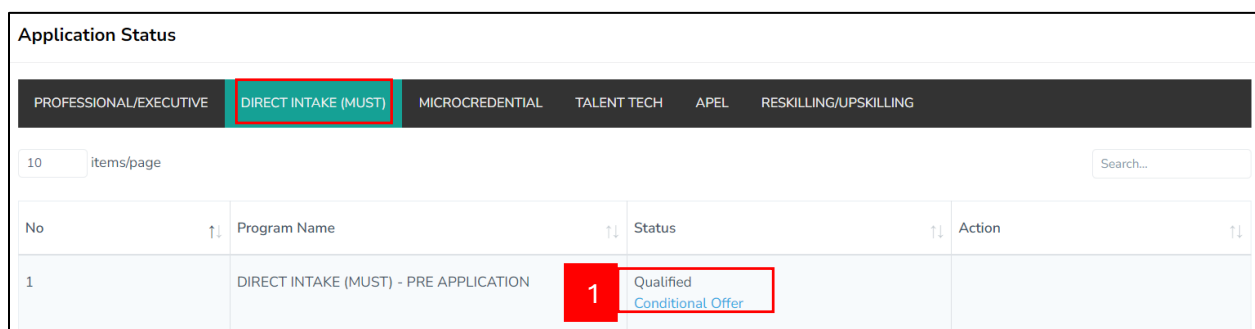 Application Status
PROFESSIONAL/EXECUTIVE DIRECT INTAKE (MUST) MICROCREDENTIAL TALENT TECH APEL RESKILLING/UPSKILLING
10 items/page Search...
No Program Name Status Action
1 DIRECT INTAKE (MUST) - PRE APPLICATION 1 Qualified
Conditional Offer